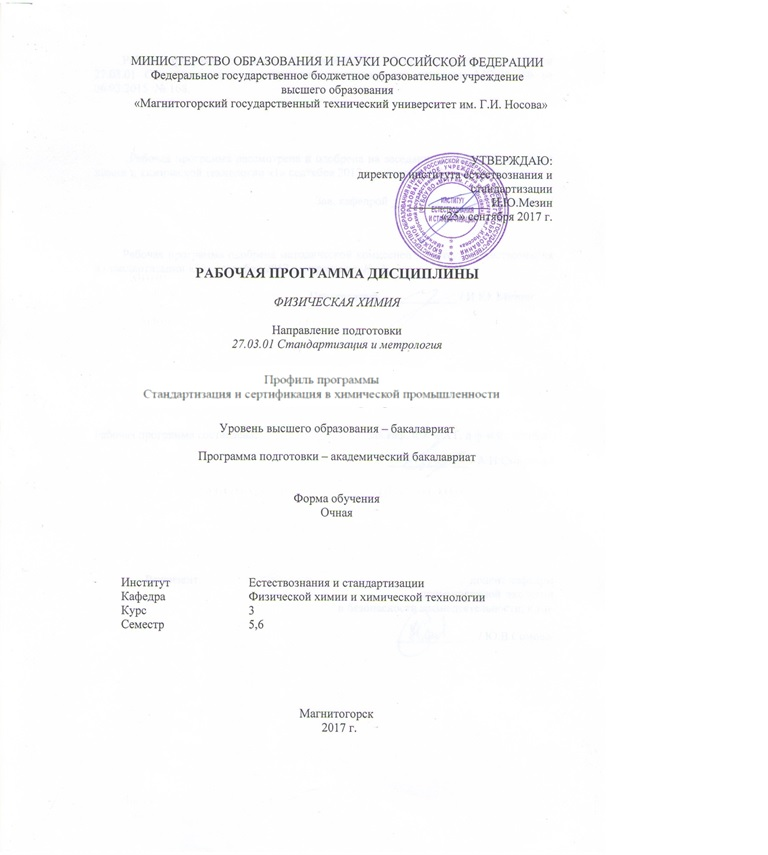 МИНИСТЕРСТВО ОБРАЗОВАНИЯ И НАУКИ РОССИЙСКОЙ ФЕДЕРАЦИИ
Федеральное государственное бюджетное образовательное учреждение
высшего образования
«Магнитогорский государственный технический университет им. Г.И. Носова»
УТВЕРЖДАЮ:
директор института естествознания и
стандартизации
И.Ю.Мезин
«25» сентября 2017 г.
ИНСТИТУТ
ЕСТЕСТВОЗНАНИЯ
И СТАНДАРТИЗАЦИИ
РАБОЧАЯ ПРОГРАММА ДИСЦИПЛИНЫ
ФИЗИЧЕСКАЯ ХИМИЯ
Направление подготовки
27.03.01 Стандартизация и метрология
Профиль программы
Стандартизация и сертификация в химической промышленности
Уровень высшего образования – бакалавриат
Программа подготовки – академический бакалавриат
Форма обучения
Очная
Институт Естествознания и стандартизации
Кафедра Физической химии и химической технологии
Курс 3
Семестр 5,6
Магнитогорск
2017 г.